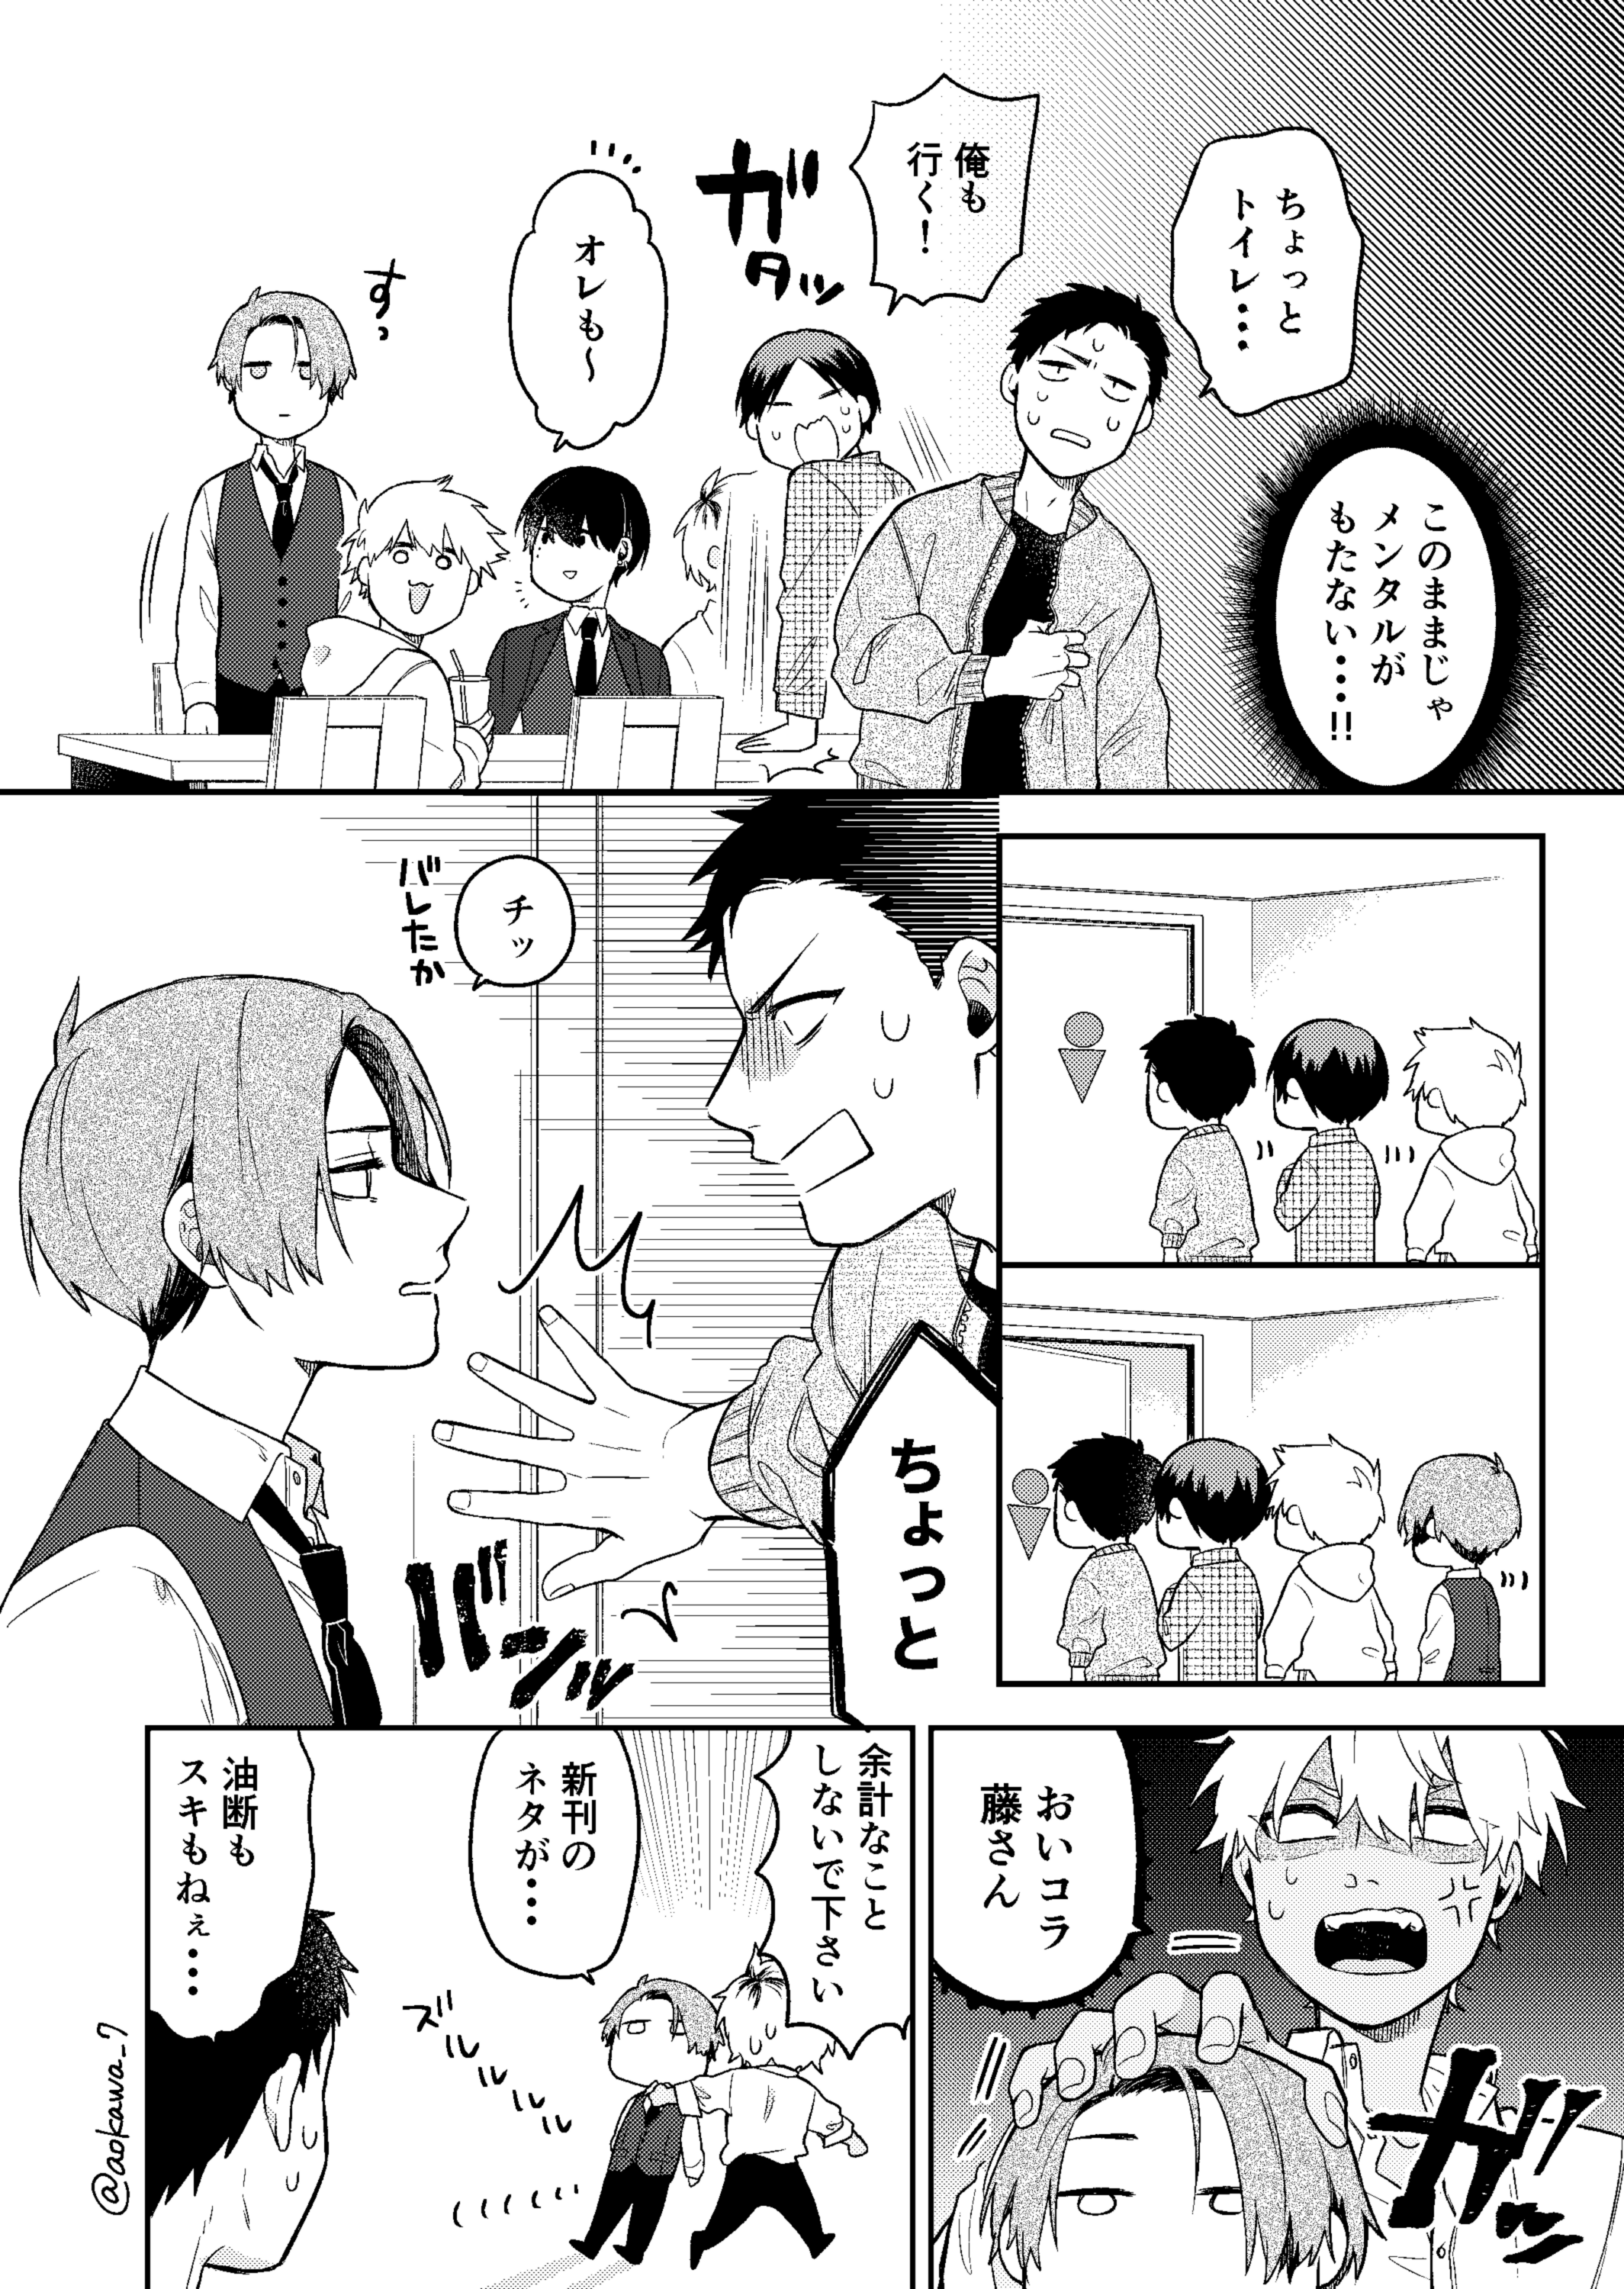 ちょっと
トイレ・・・
このままじゃ
メンタルが
もたない・・・・!!
俺も
行く!
ガタッ
オレも〜
すっ
ちょっと
チッ
バレたか
バンッ
おいコラ
藤さん
ガッ
余計なこと
しないで下さい
新刊の
ネタが・・・
ズルルルル
油断も
スキもねぇ・・・
@aokawa_7